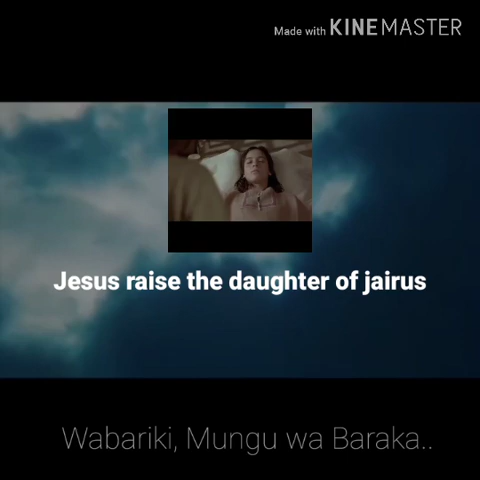 Made with KINEMASTER
Jesus raise the daughter of jairus
Wabariki, Mungu wa Baraka..